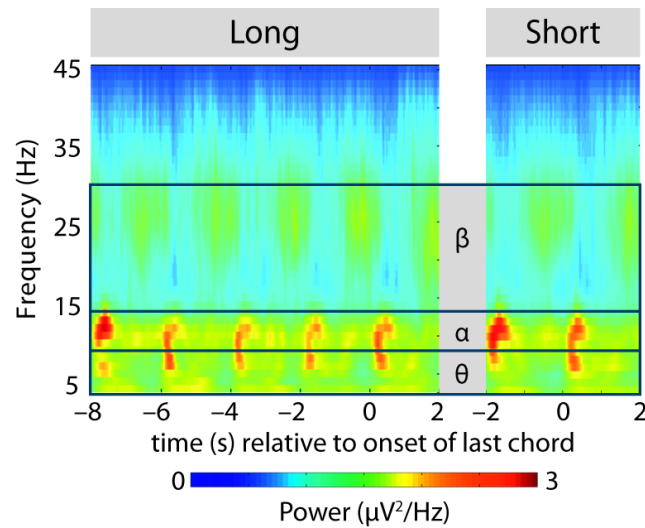 Long Short
45
35
25
15
5
Frequency (Hz)
β
α
θ
–8 –6 –4 –2 0 2 –2 0 2
time (s) relative to onset of last chord
0 3
Power (µV²/Hz)